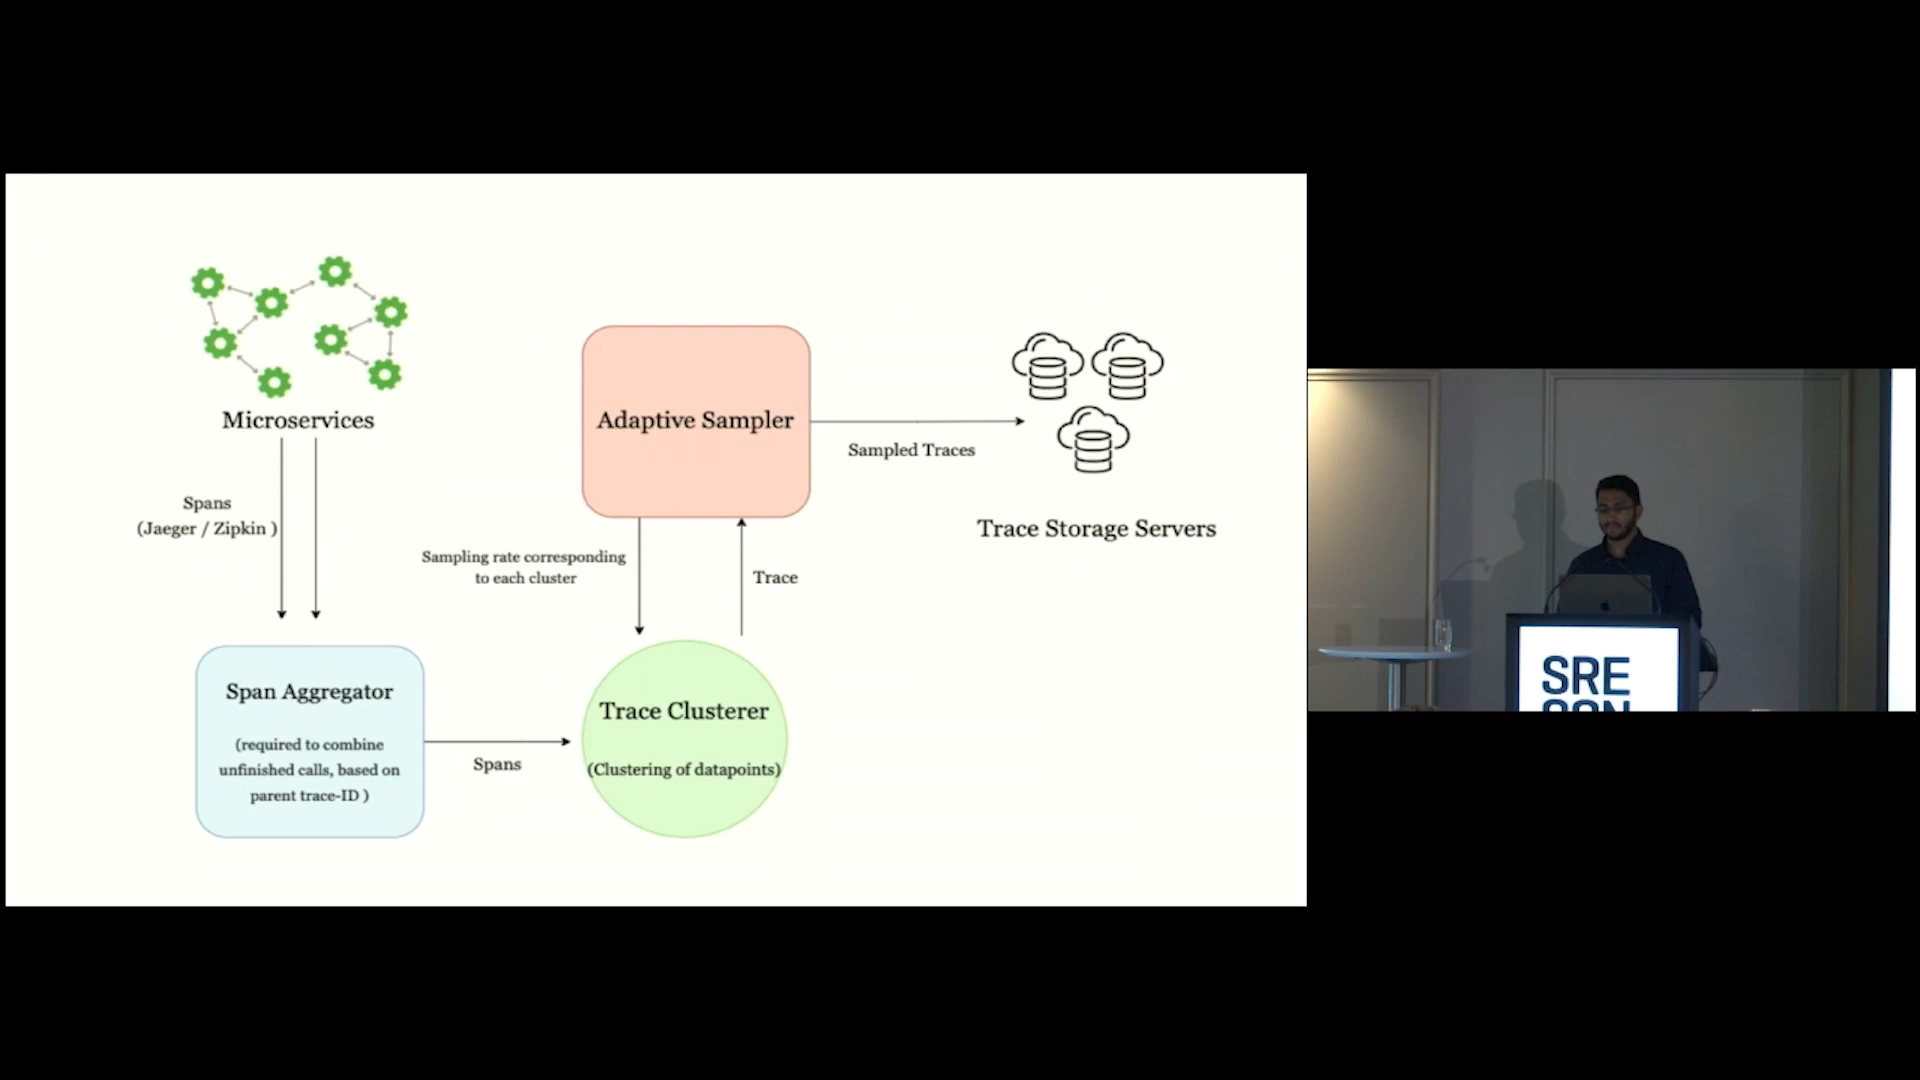 Microservices
Spans
(Jaeger / Zipkin )
Span Aggregator
(required to combine
unfinished calls, based on
parent trace-ID )
Spans
Trace Clusterer
(Clustering of datapoints)
Sampling rate corresponding
to each cluster
Trace
Adaptive Sampler
Sampled Traces
Trace Storage Servers
SRE